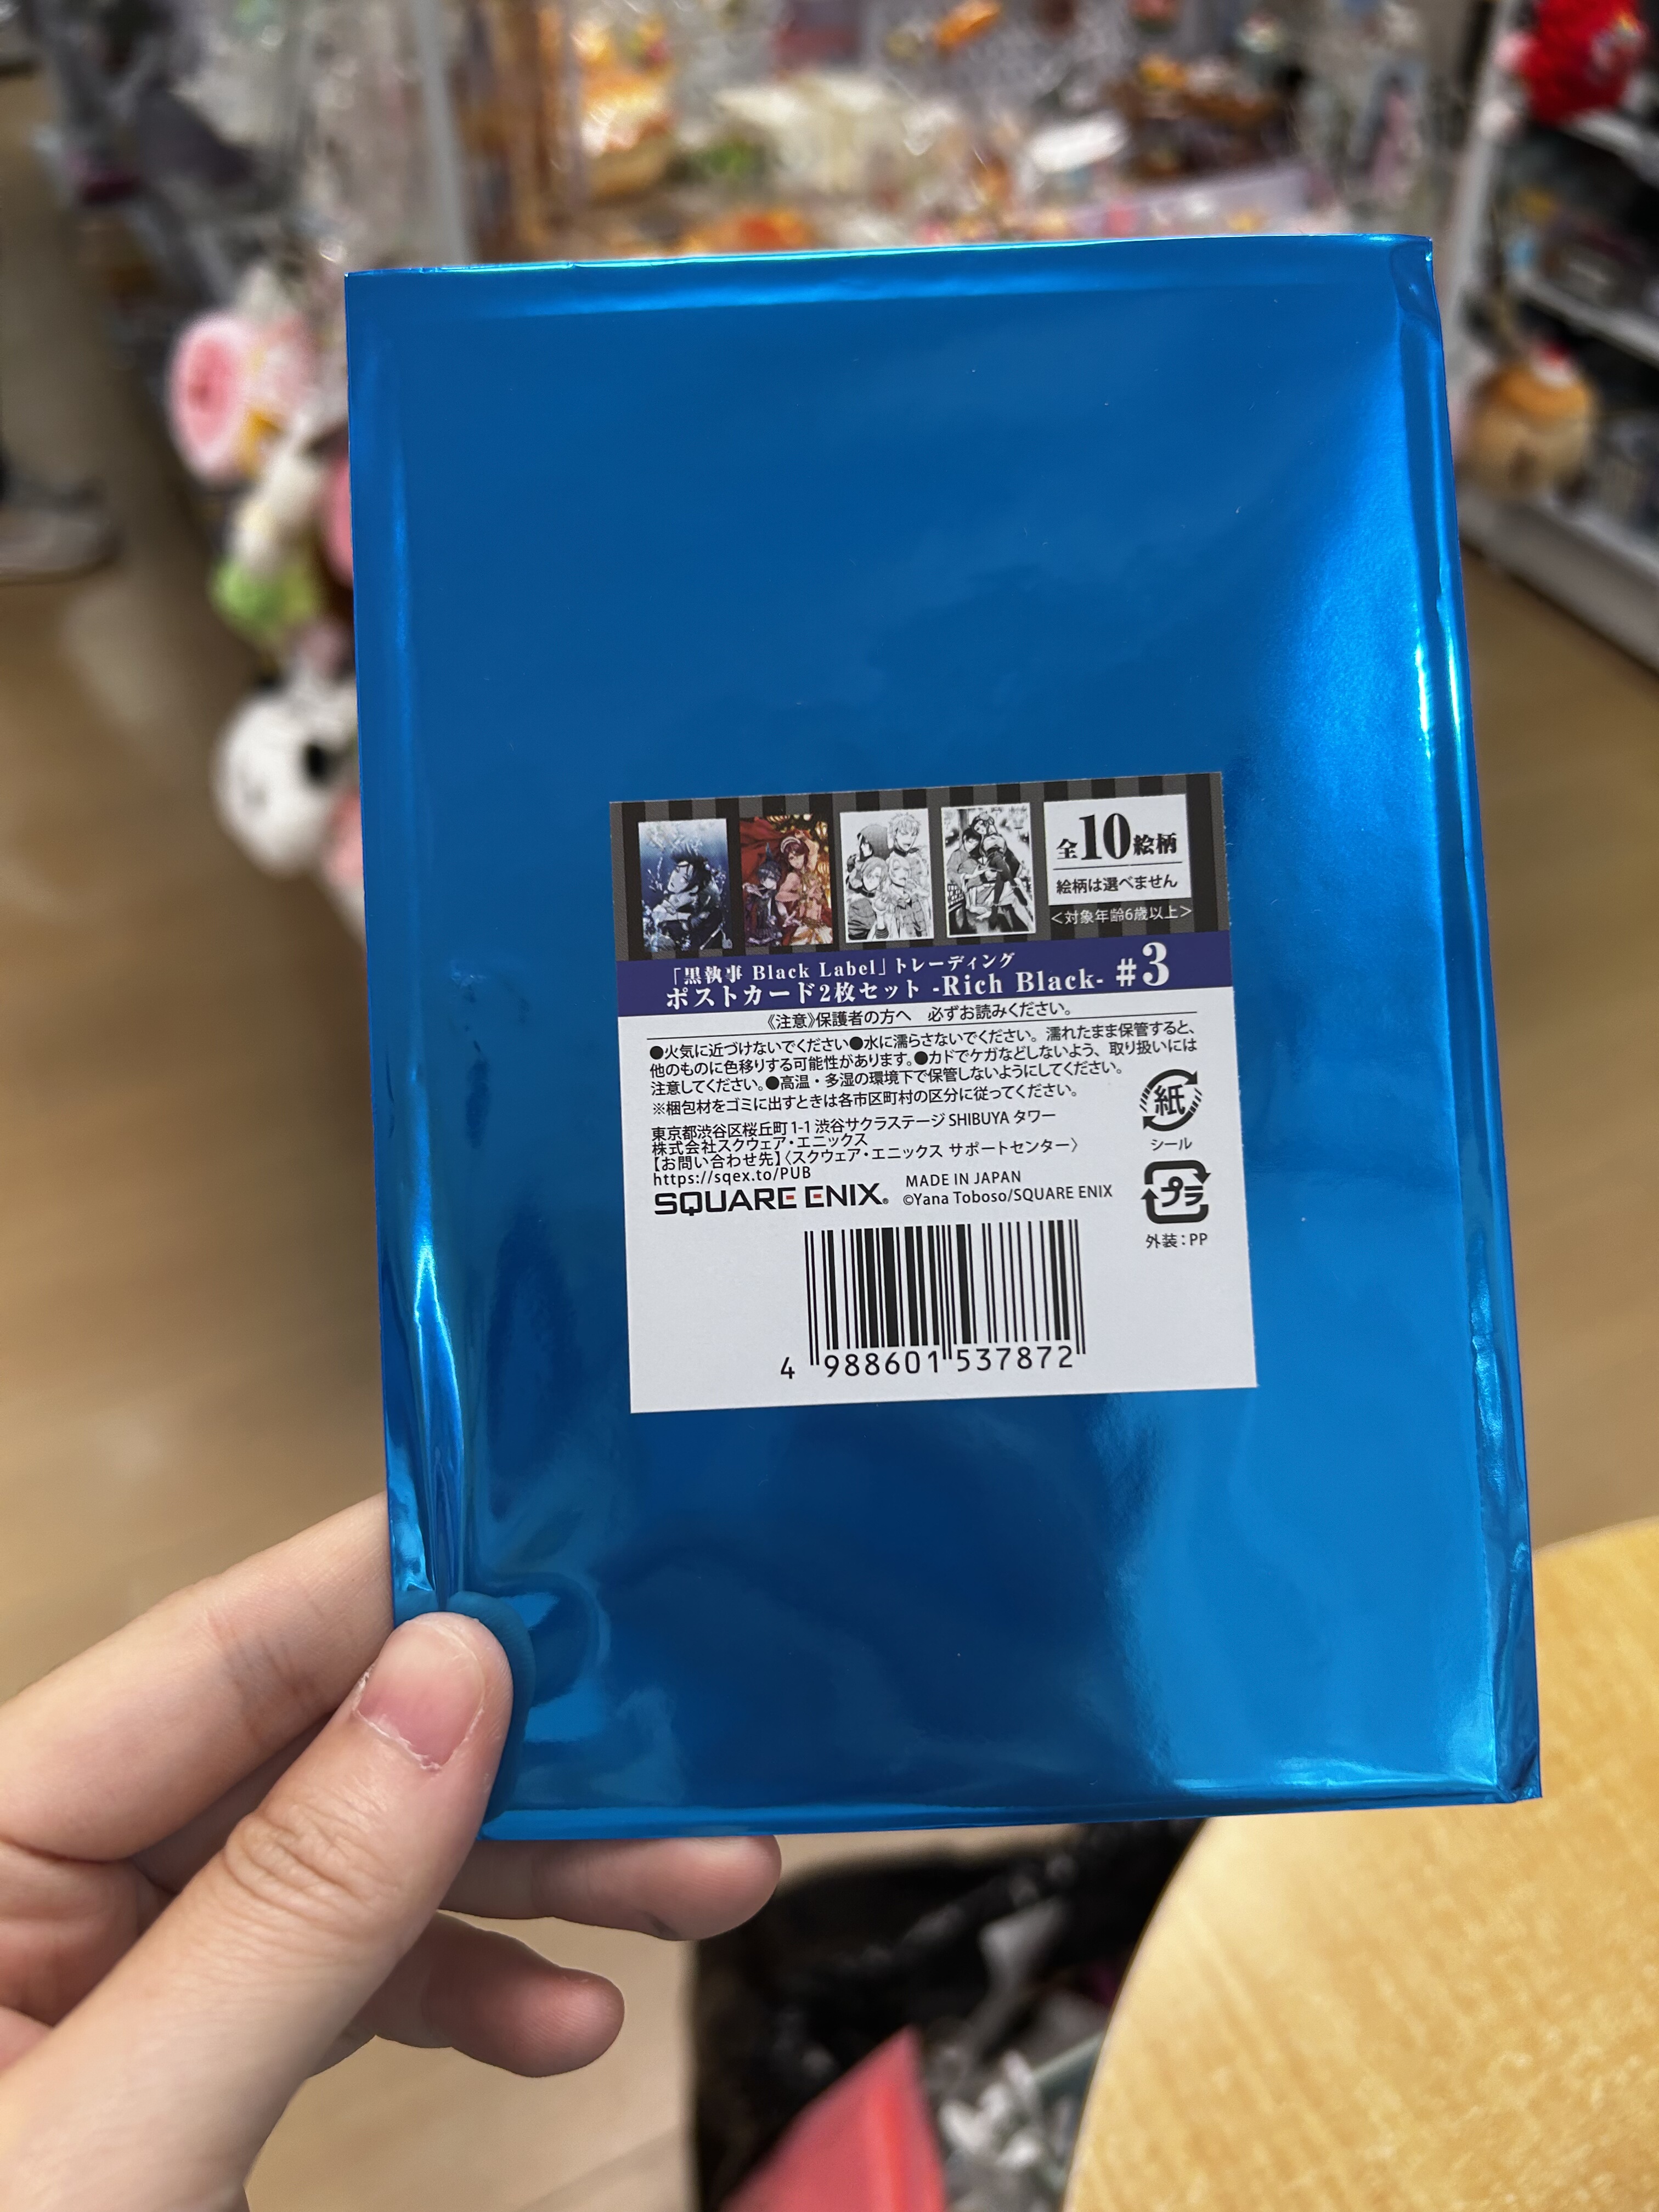 全10絵柄
絵柄は選べません
＜対象年齢6歳以上＞
「黒執事 Black Label」トレーディング
ポストカード2枚セット -Rich Black- #3
《注意》保護者の方へ　必ずお読みください。
●火気に近づけないでください●水に濡らさないでください。濡れたまま保管すると、
他のものに色移りする可能性があります。●カドでケガなどしないよう、取り扱いには
注意してください。●高温・多湿の環境下で保管しないようにしてください。
※梱包材をゴミに出すときは各市区町村の区分に従ってください。
東京都渋谷区桜丘町1-1 渋谷サクラステージ SHIBUYA タワー
株式会社スクウェア・エニックス
【お問い合わせ先】〈スクウェア・エニックス サポートセンター〉
https://sqex.to/PUB
SQUARE ENIX®
MADE IN JAPAN
©Yana Toboso/SQUARE ENIX
紙
シール
プラ
外装：PP
4 988601 537872